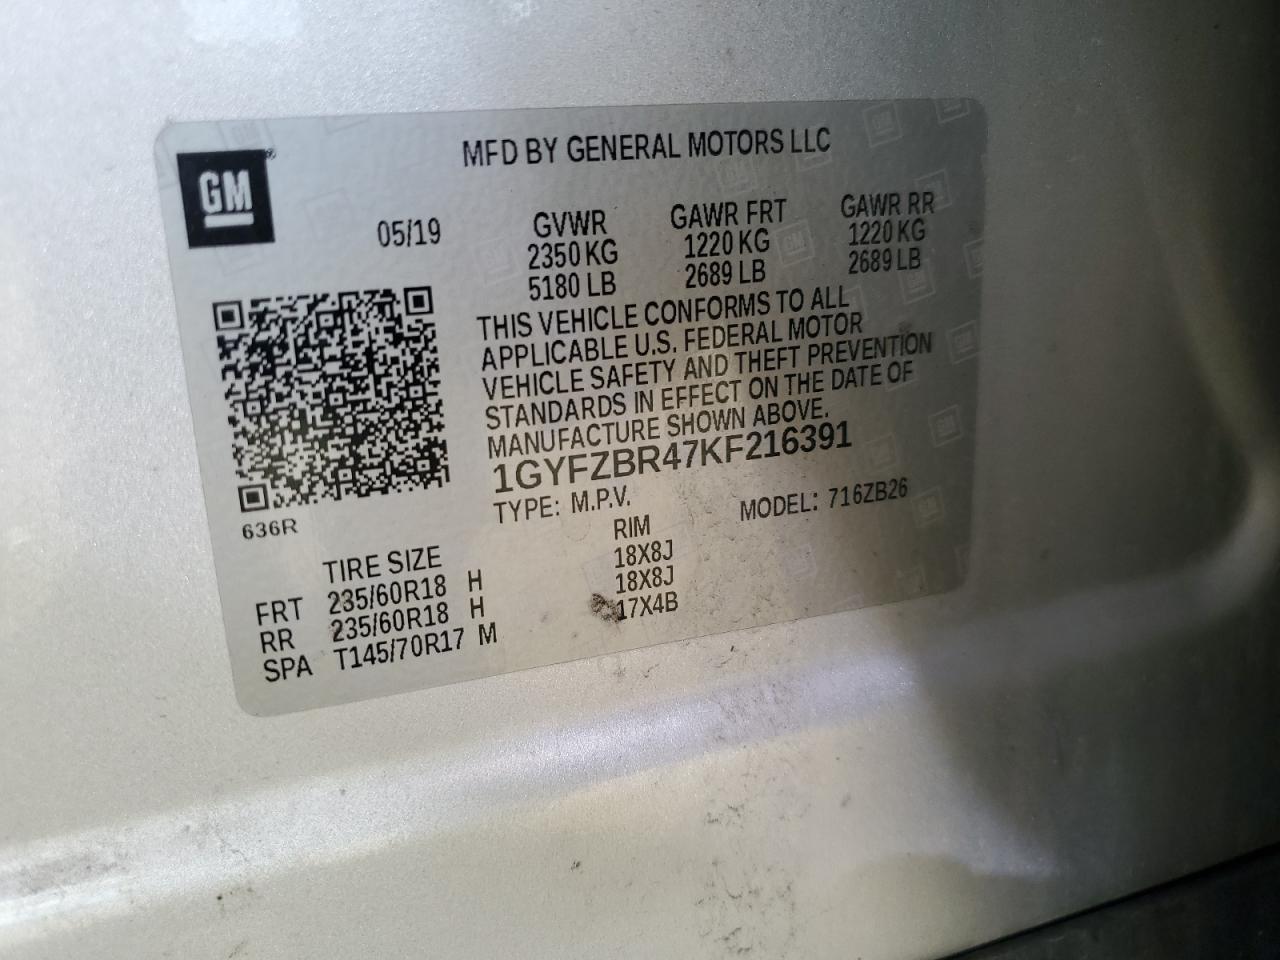 MFD BY GENERAL MOTORS LLC
GM
®
05/19
GVWR GAWR FRT GAWR RR
2350 KG 1220 KG 1220 KG
5180 LB 2689 LB 2689 LB
THIS VEHICLE CONFORMS TO ALL
APPLICABLE U.S. FEDERAL MOTOR
VEHICLE SAFETY AND THEFT PREVENTION
STANDARDS IN EFFECT ON THE DATE OF
MANUFACTURE SHOWN ABOVE.
1GYFZBR47KF216391
TYPE: M.P.V. MODEL: 716ZB26
636R
TIRE SIZE RIM
FRT 235/60R18 H 18X8J
RR 235/60R18 H 18X8J
SPA T145/70R17 M 17X4B